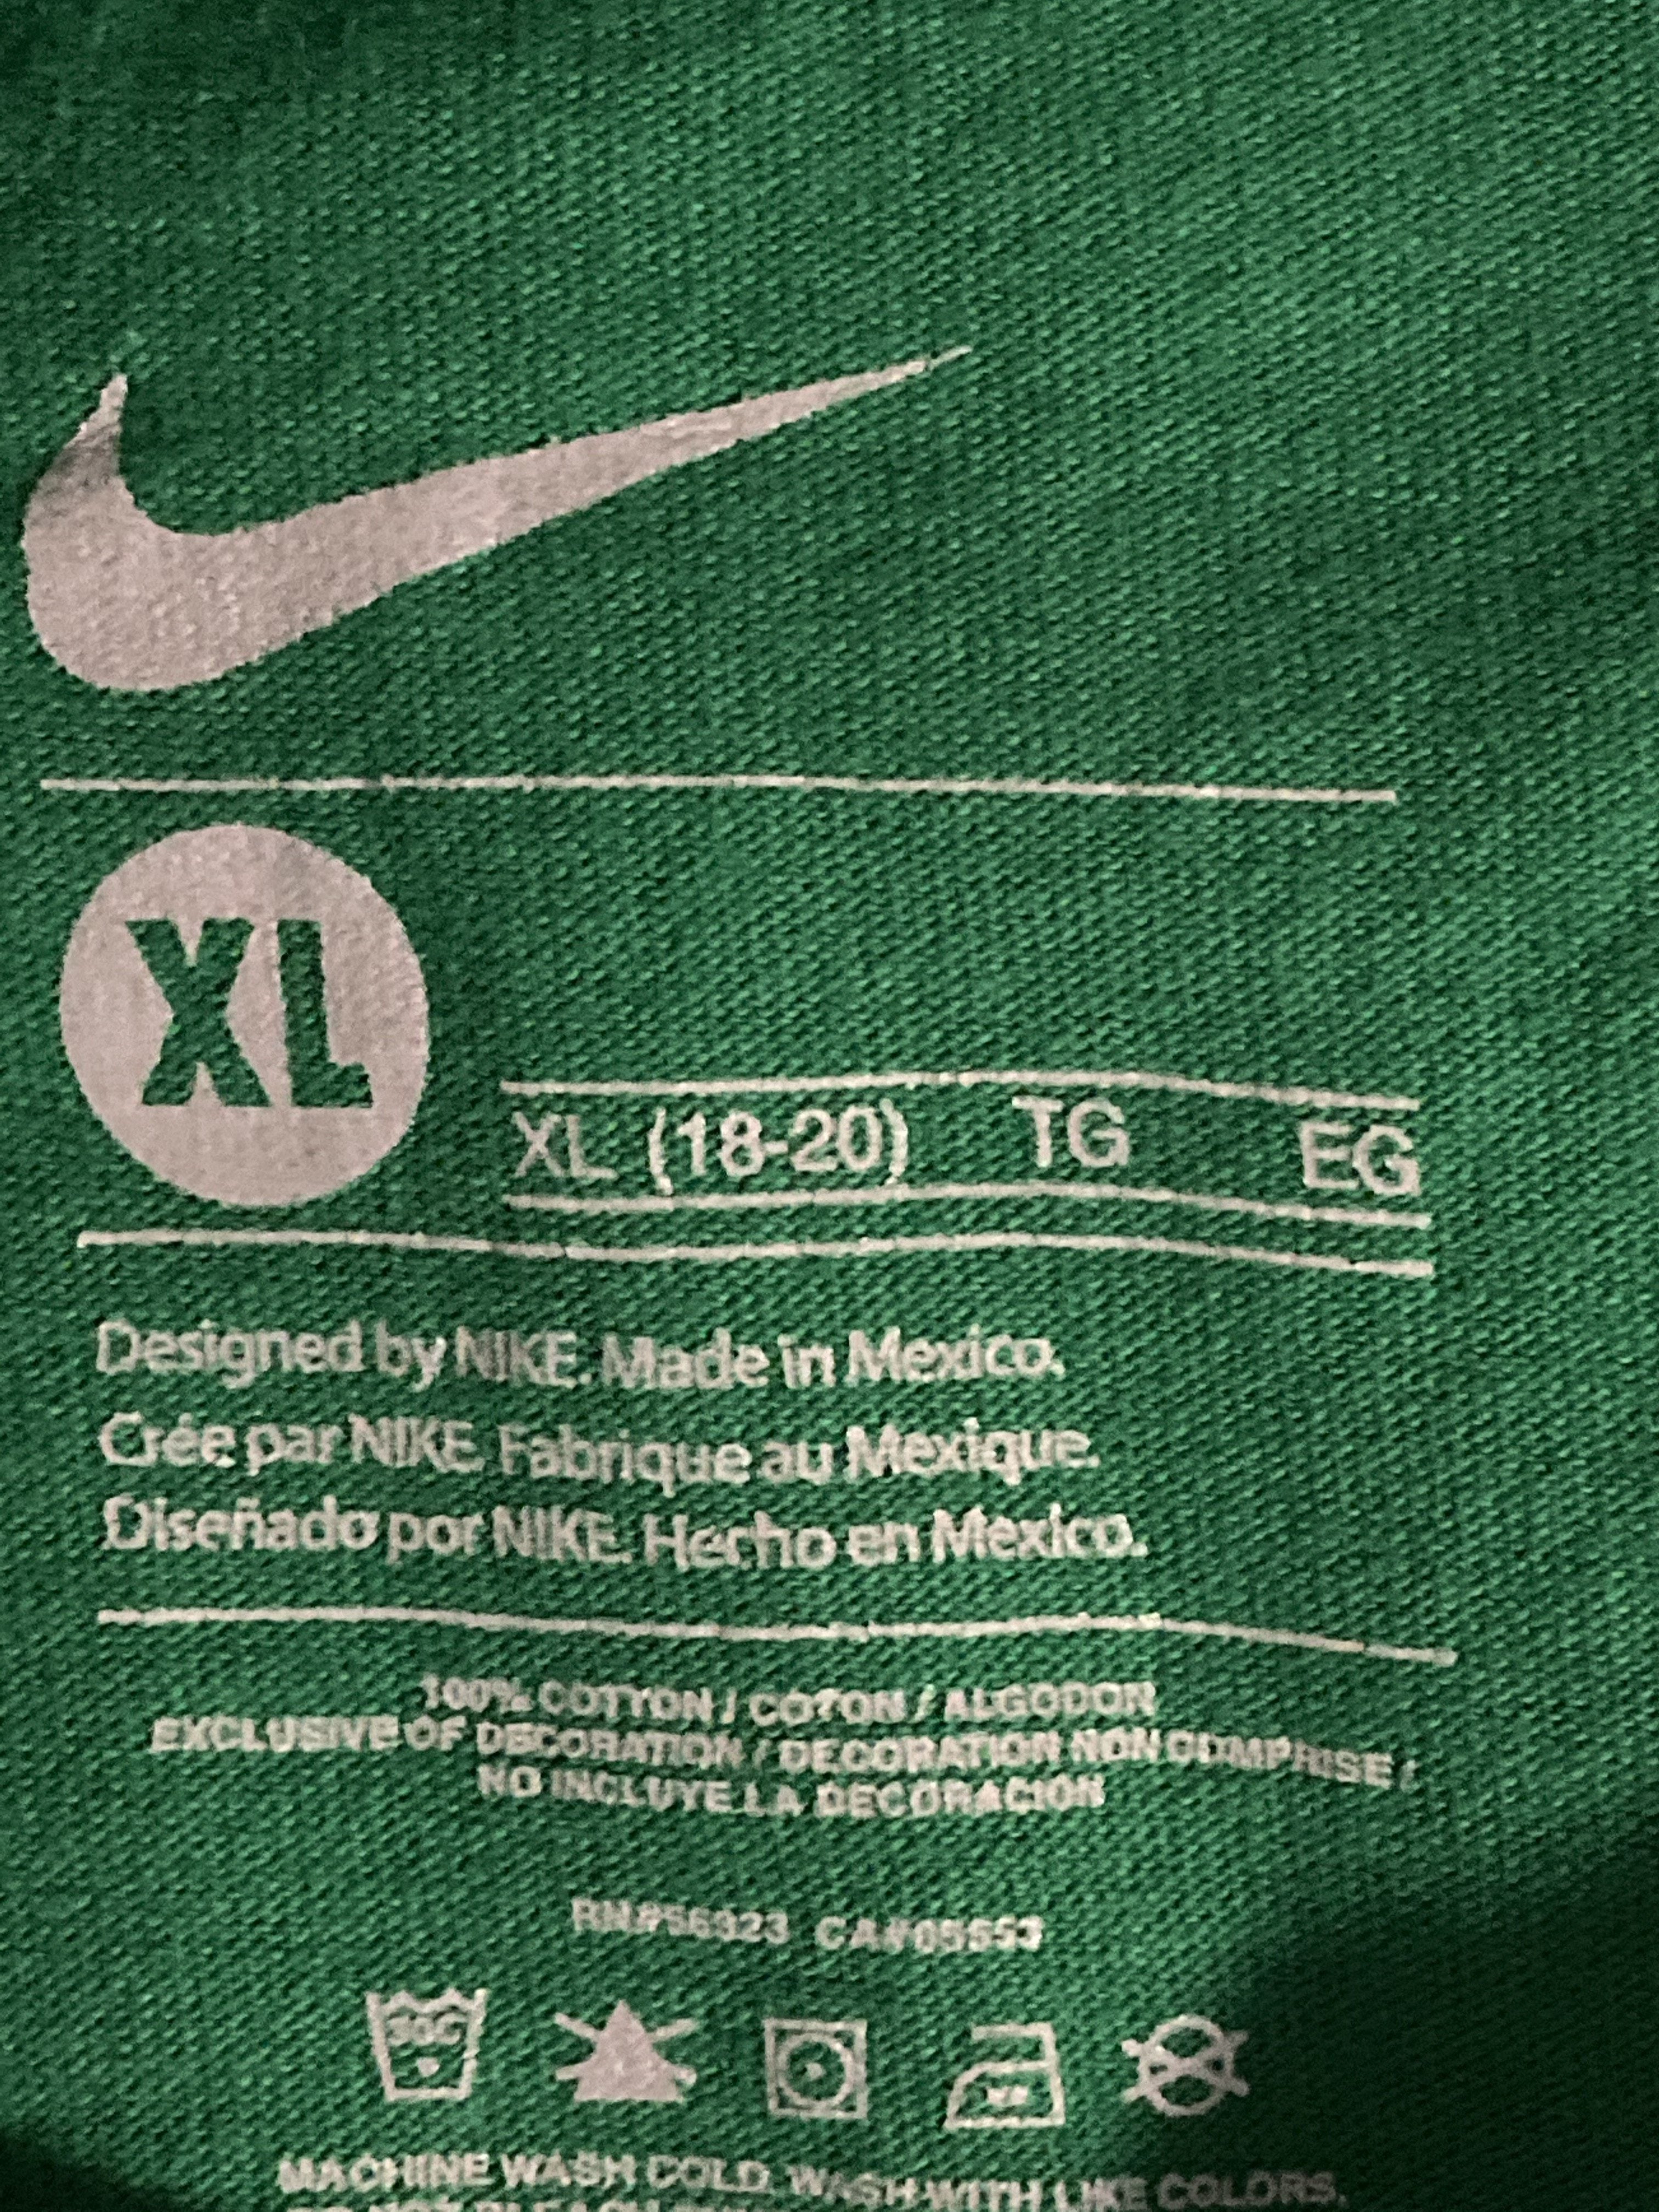 XL
XL (18-20) TG EG
Designed by NIKE. Made in Mexico.
Crée par NIKE. Fabrique au Mexique.
Diseñado por NIKE. Hecho en Mexico.
100% COTTON / COTON / ALGODON
EXCLUSIVE OF DECORATION / DECORATION NON COMPRISE /
NO INCLUYE LA DECORACION
RN#56323 CA#05553
30C
MACHINE WASH COLD. WASH WITH LIKE COLORS.